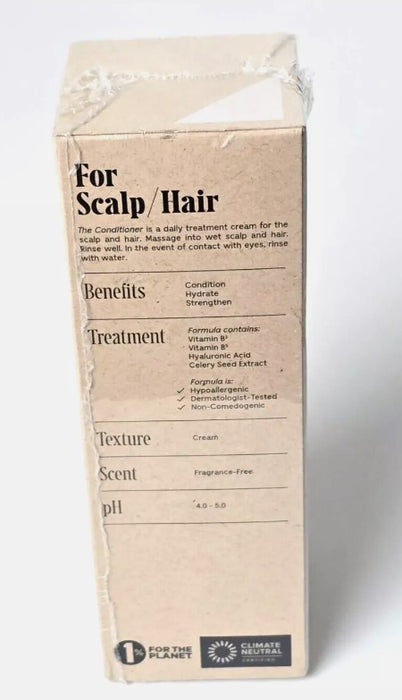 For
Scalp/Hair
The Conditioner is a daily treatment cream for the
scalp and hair. Massage into wet scalp and hair.
Rinse well. In the event of contact with eyes, rinse
with water.
Benefits
Condition
Hydrate
Strengthen
Treatment
Formula contains:
Vitamin B³
Vitamin B⁵
Hyaluronic Acid
Celery Seed Extract
Formula is:
✓ Hypoallergenic
✓ Dermatologist-Tested
✓ Non-Comedogenic
Texture
Cream
Scent
Fragrance-Free
pH
4.0 - 5.0
1% FOR THE
PLANET
CLIMATE
NEUTRAL
CERTIFIED